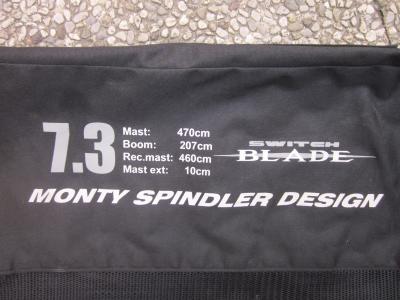 7.3
Mast: 470cm
Boom: 207cm
Rec.mast: 460cm
Mast ext: 10cm
SWITCH
BLADE
MONTY SPINDLER DESIGN